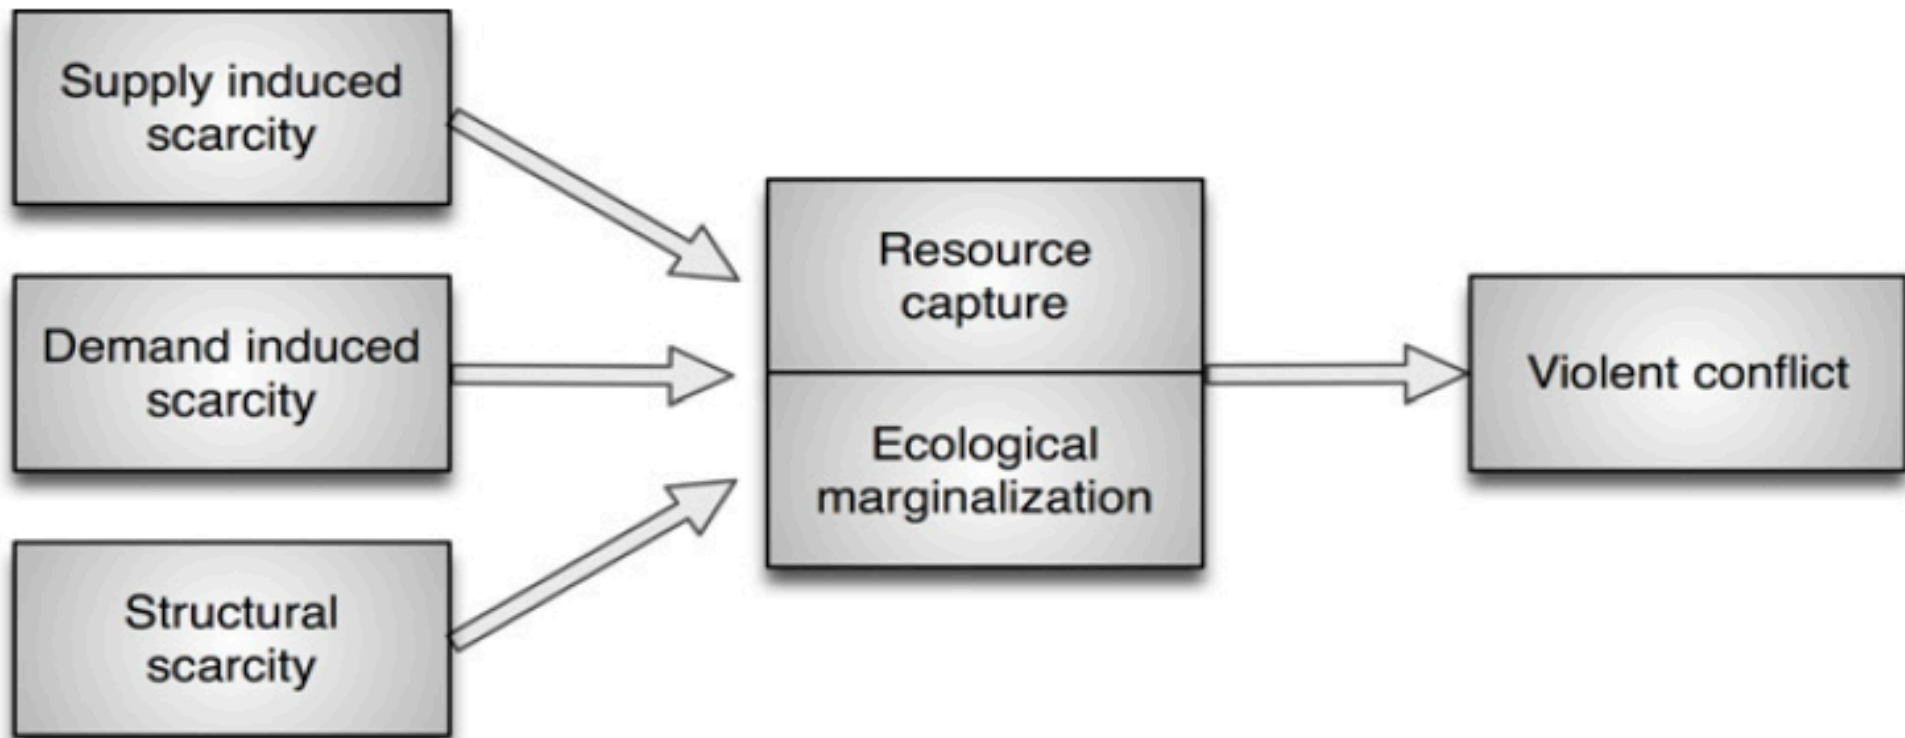 Supply induced
scarcity
Demand induced
scarcity
Structural
scarcity
Resource
capture
Ecological
marginalization
Violent conflict